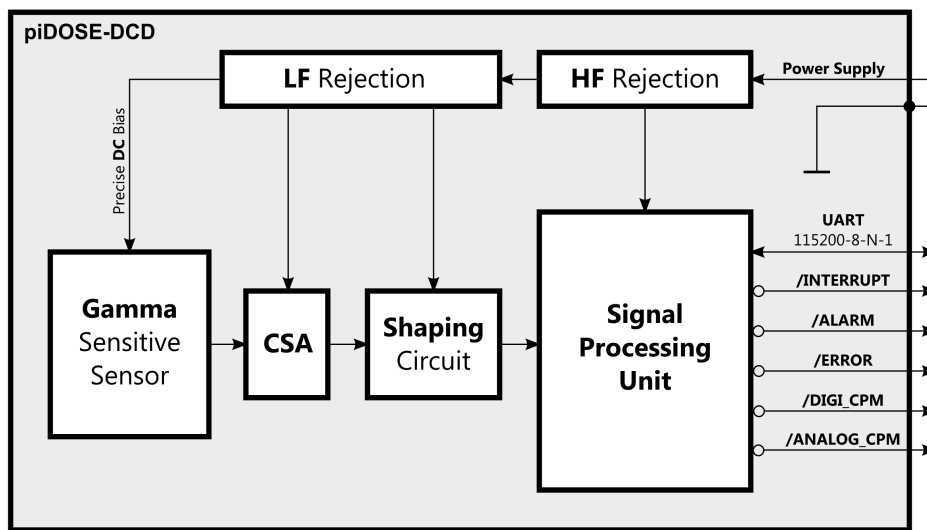 piDOSE-DCD
LF Rejection
HF Rejection
Power Supply
Precise DC Bias
UART
115200-8-N-1
/INTERRUPT
/ALARM
/ERROR
/DIGI_CPM
/ANALOG_CPM
Gamma
Sensitive
Sensor
CSA
Shaping
Circuit
Signal
Processing
Unit